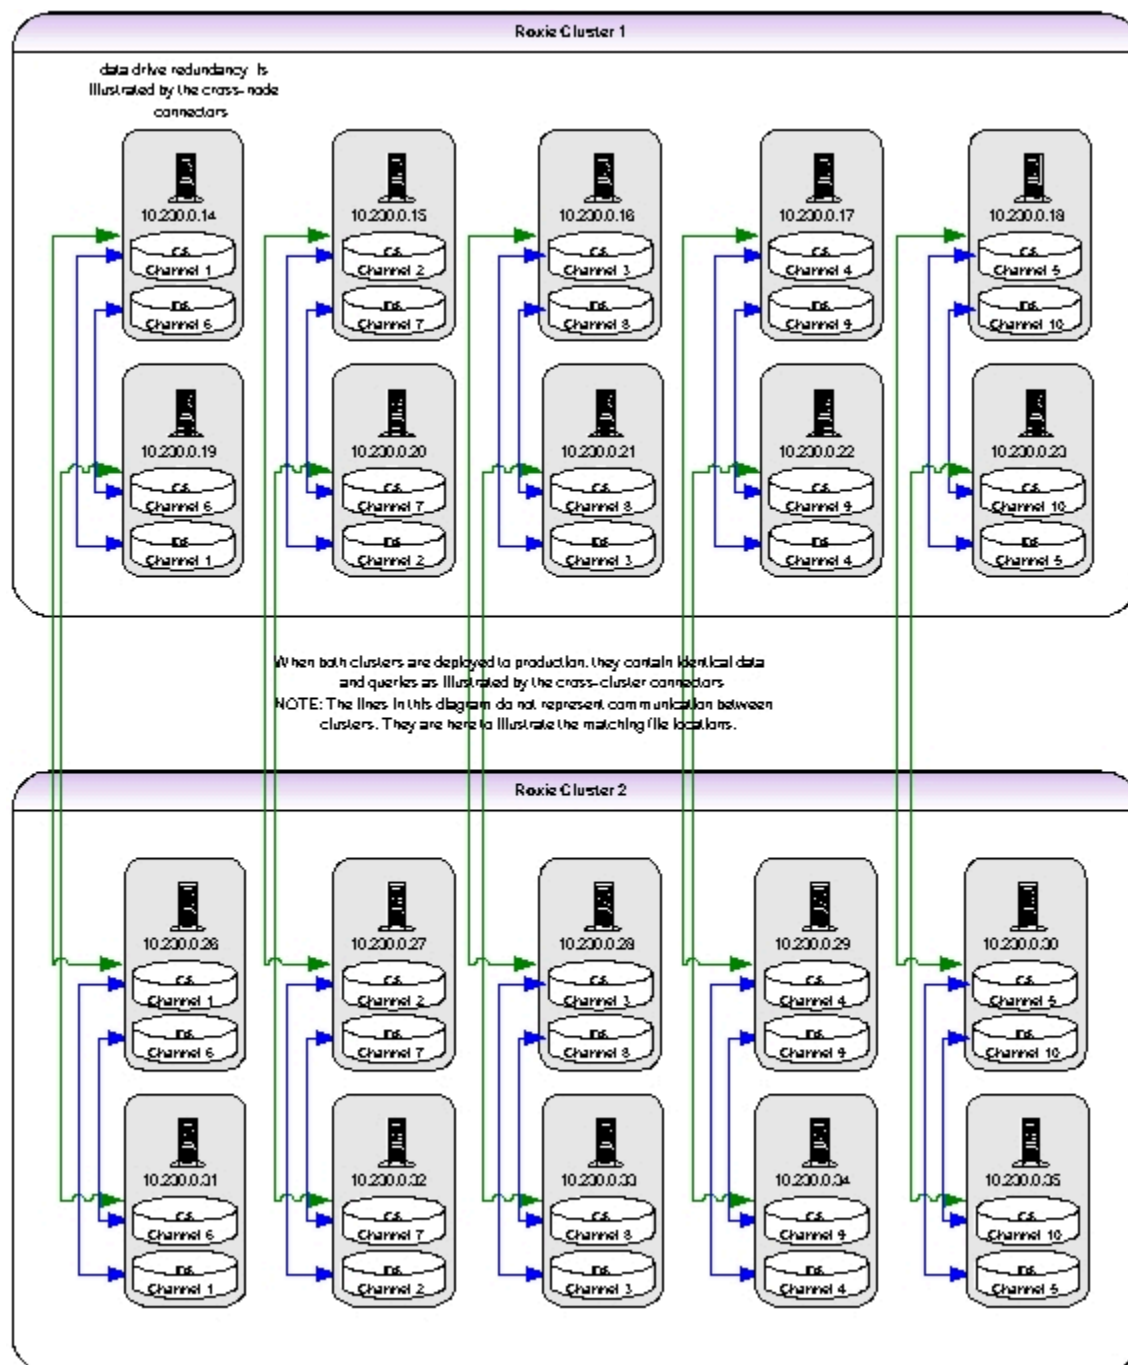 Roxie Cluster 1
data drive redundancy is
illustrated by the cross-node
connectors
10.230.0.14
10.230.0.15
10.230.0.16
10.230.0.17
10.230.0.18
Channel 1
Channel 2
Channel 3
Channel 4
Channel 5
Channel 6
Channel 7
Channel 8
Channel 9
Channel 10
10.230.0.19
10.230.0.20
10.230.0.21
10.230.0.22
10.230.0.23
Channel 6
Channel 7
Channel 8
Channel 9
Channel 10
Channel 1
Channel 2
Channel 3
Channel 4
Channel 5
When both clusters are deployed to production, they contain identical data
and queries as illustrated by the cross-cluster connectors
NOTE: The lines in this diagram do not represent communication between
clusters. They are here to illustrate the matching file locations.
Roxie Cluster 2
10.230.0.26
10.230.0.27
10.230.0.28
10.230.0.29
10.230.0.30
Channel 1
Channel 2
Channel 3
Channel 4
Channel 5
Channel 6
Channel 7
Channel 8
Channel 9
Channel 10
10.230.0.31
10.230.0.32
10.230.0.33
10.230.0.34
10.230.0.35
Channel 6
Channel 7
Channel 8
Channel 9
Channel 10
Channel 1
Channel 2
Channel 3
Channel 4
Channel 5